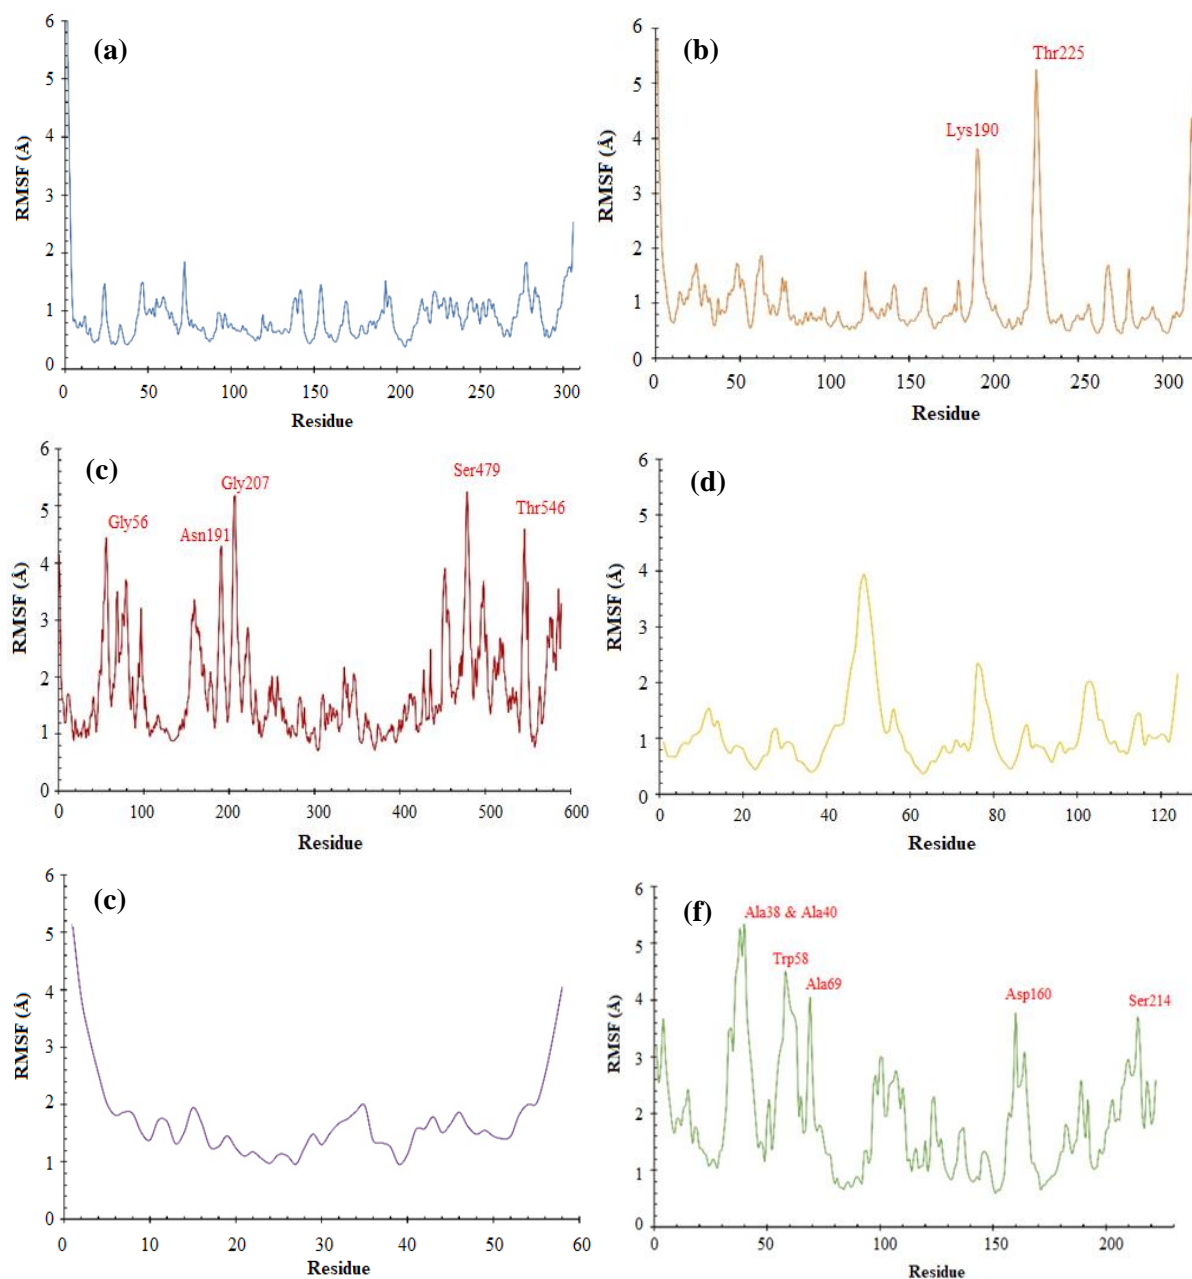 (a)
6
5
4
3
2
1
0
RMSF (Å)
0 50 100 150 200 250 300
Residue
(b)
6
5
4
3
2
1
0
RMSF (Å)
Thr225
Lys190
0 50 100 150 200 250 300
Residue
(c)
6
5
4
3
2
1
0
RMSF (Å)
Gly56
Asn191
Gly207
Ser479
Thr546
0 100 200 300 400 500 600
Residue
(d)
6
5
4
3
2
1
0
RMSF (Å)
0 20 40 60 80 100 120
Residue
(c)
6
5
4
3
2
1
0
RMSF (Å)
0 10 20 30 40 50 60
Residue
(f)
6
5
4
3
2
1
0
RMSF (Å)
Ala38 & Ala40
Trp58
Ala69
Asp160
Ser214
0 50 100 150 200
Residue